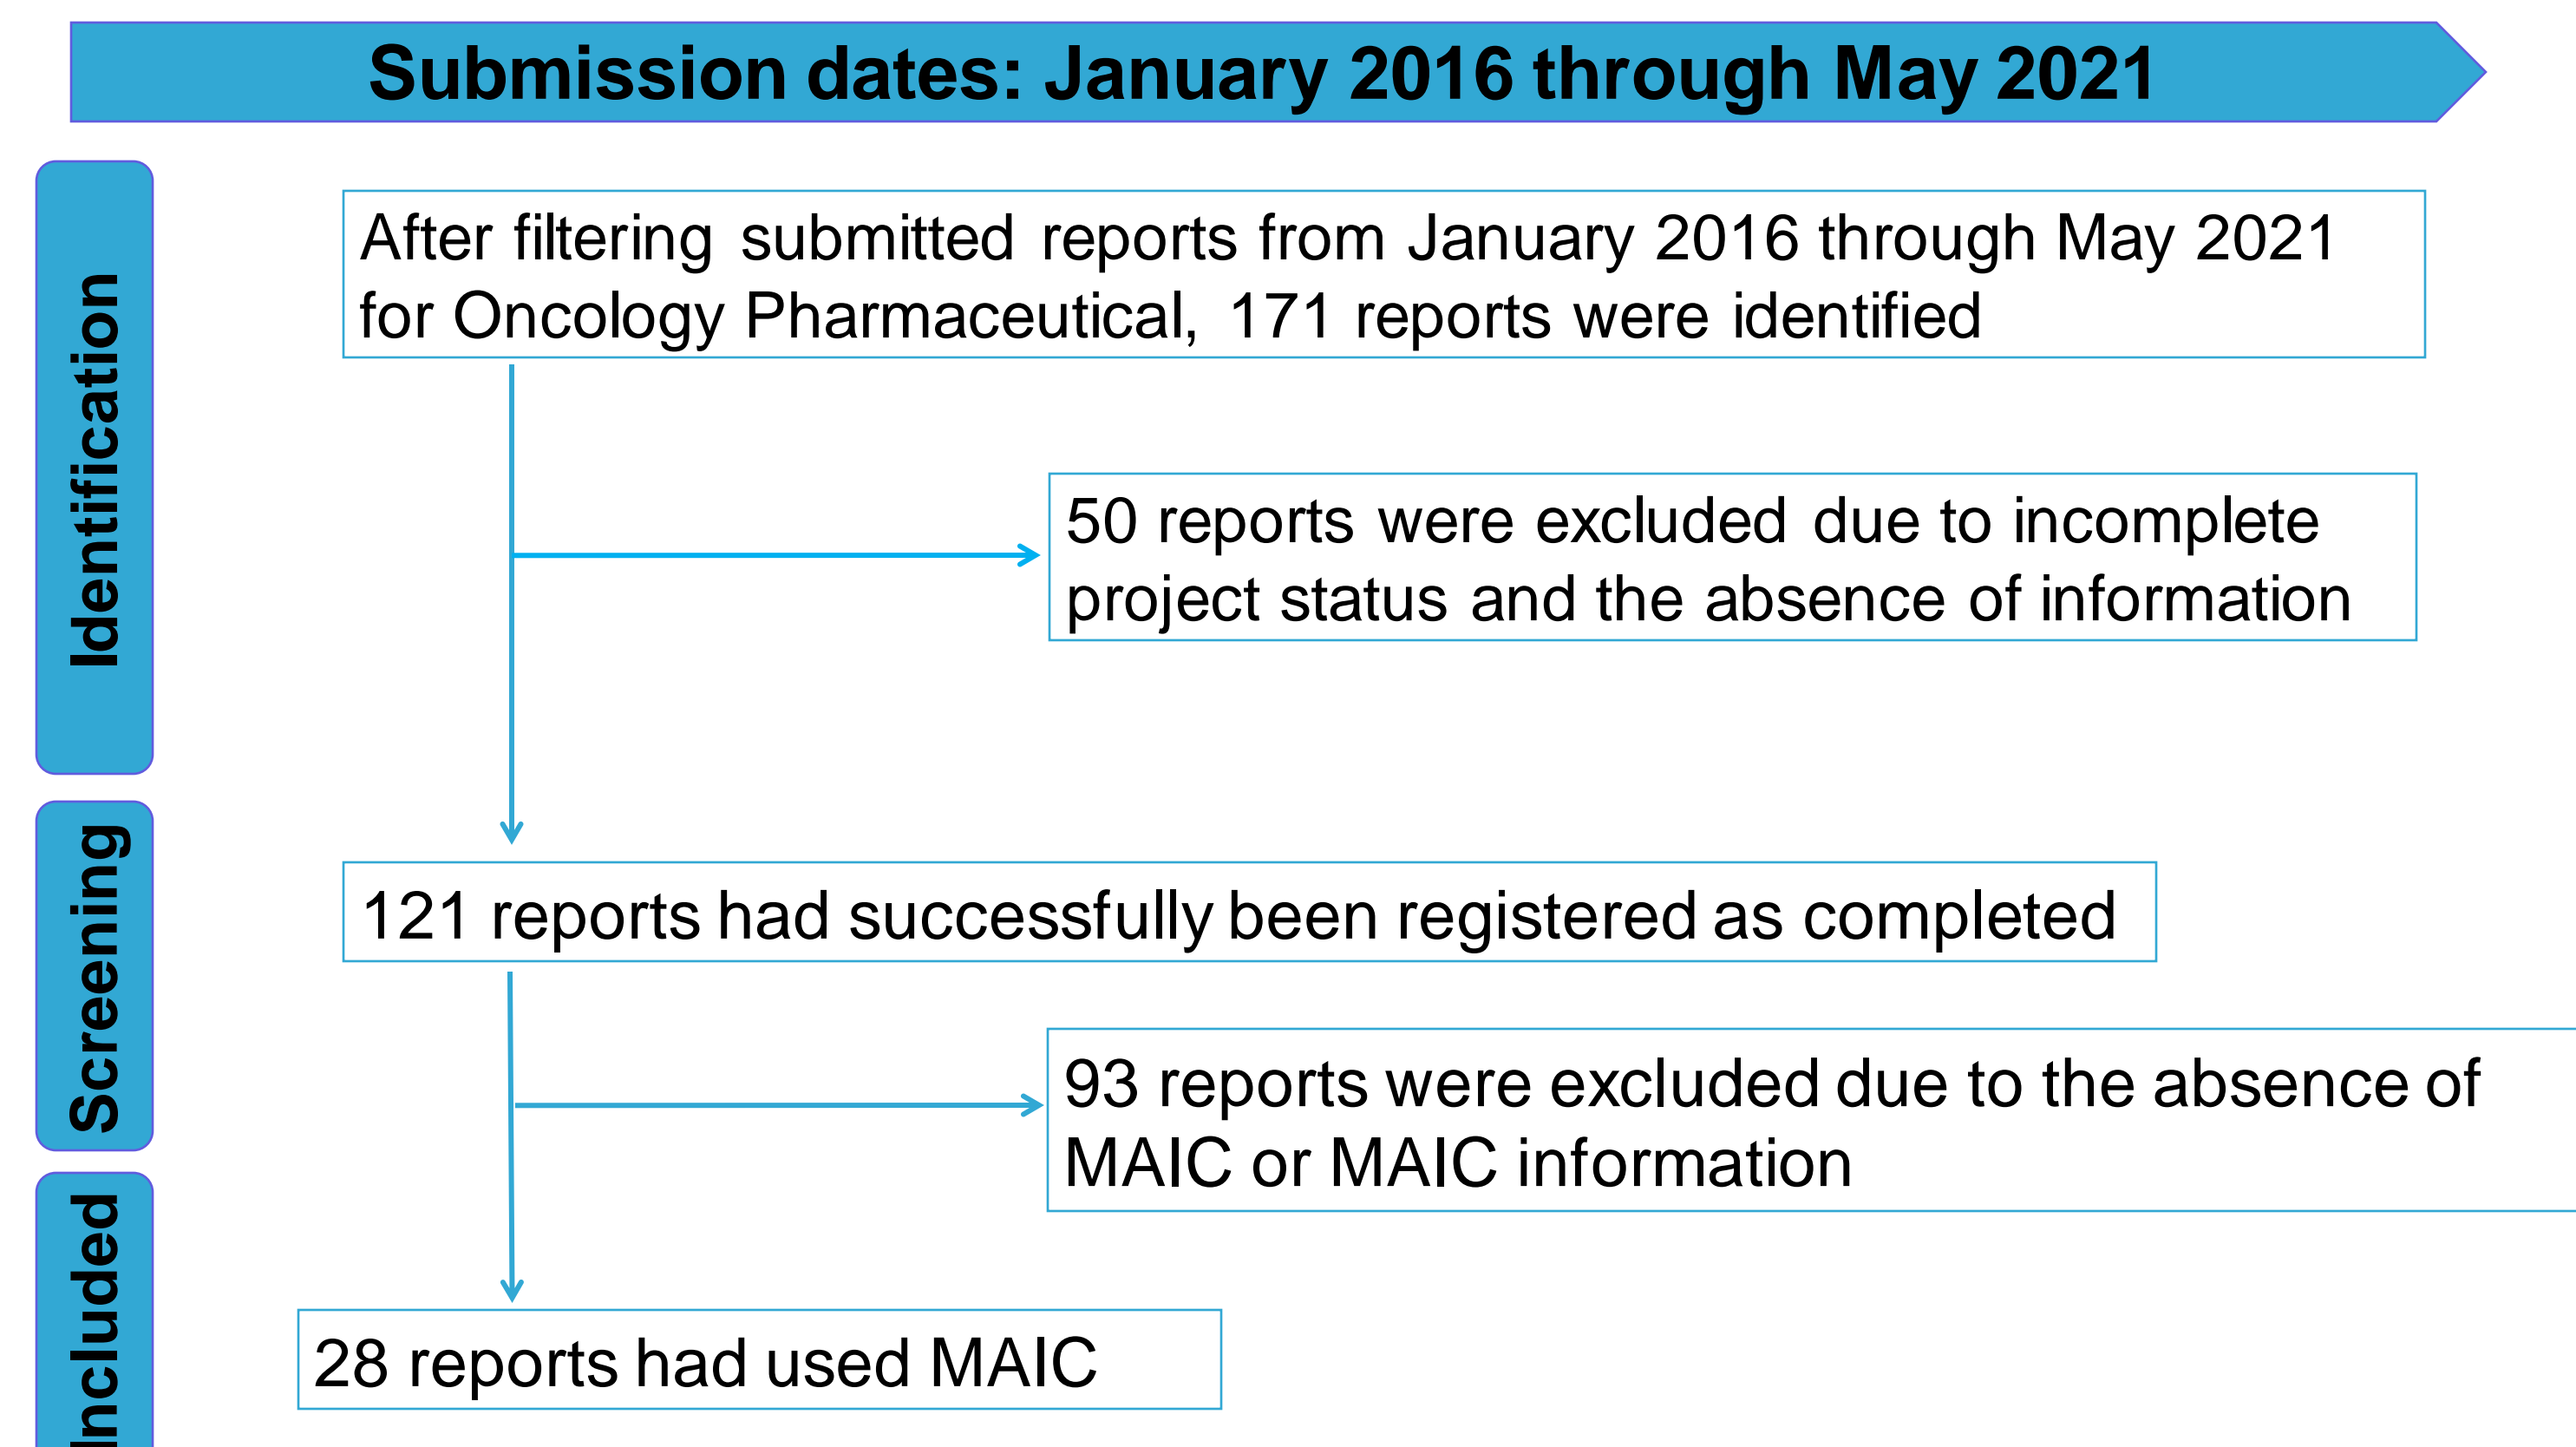 Submission dates: January 2016 through May 2021
Identification
After filtering submitted reports from January 2016 through May 2021
for Oncology Pharmaceutical, 171 reports were identified
50 reports were excluded due to incomplete
project status and the absence of information
Screening
121 reports had successfully been registered as completed
93 reports were excluded due to the absence of
MAIC or MAIC information
Included
28 reports had used MAIC